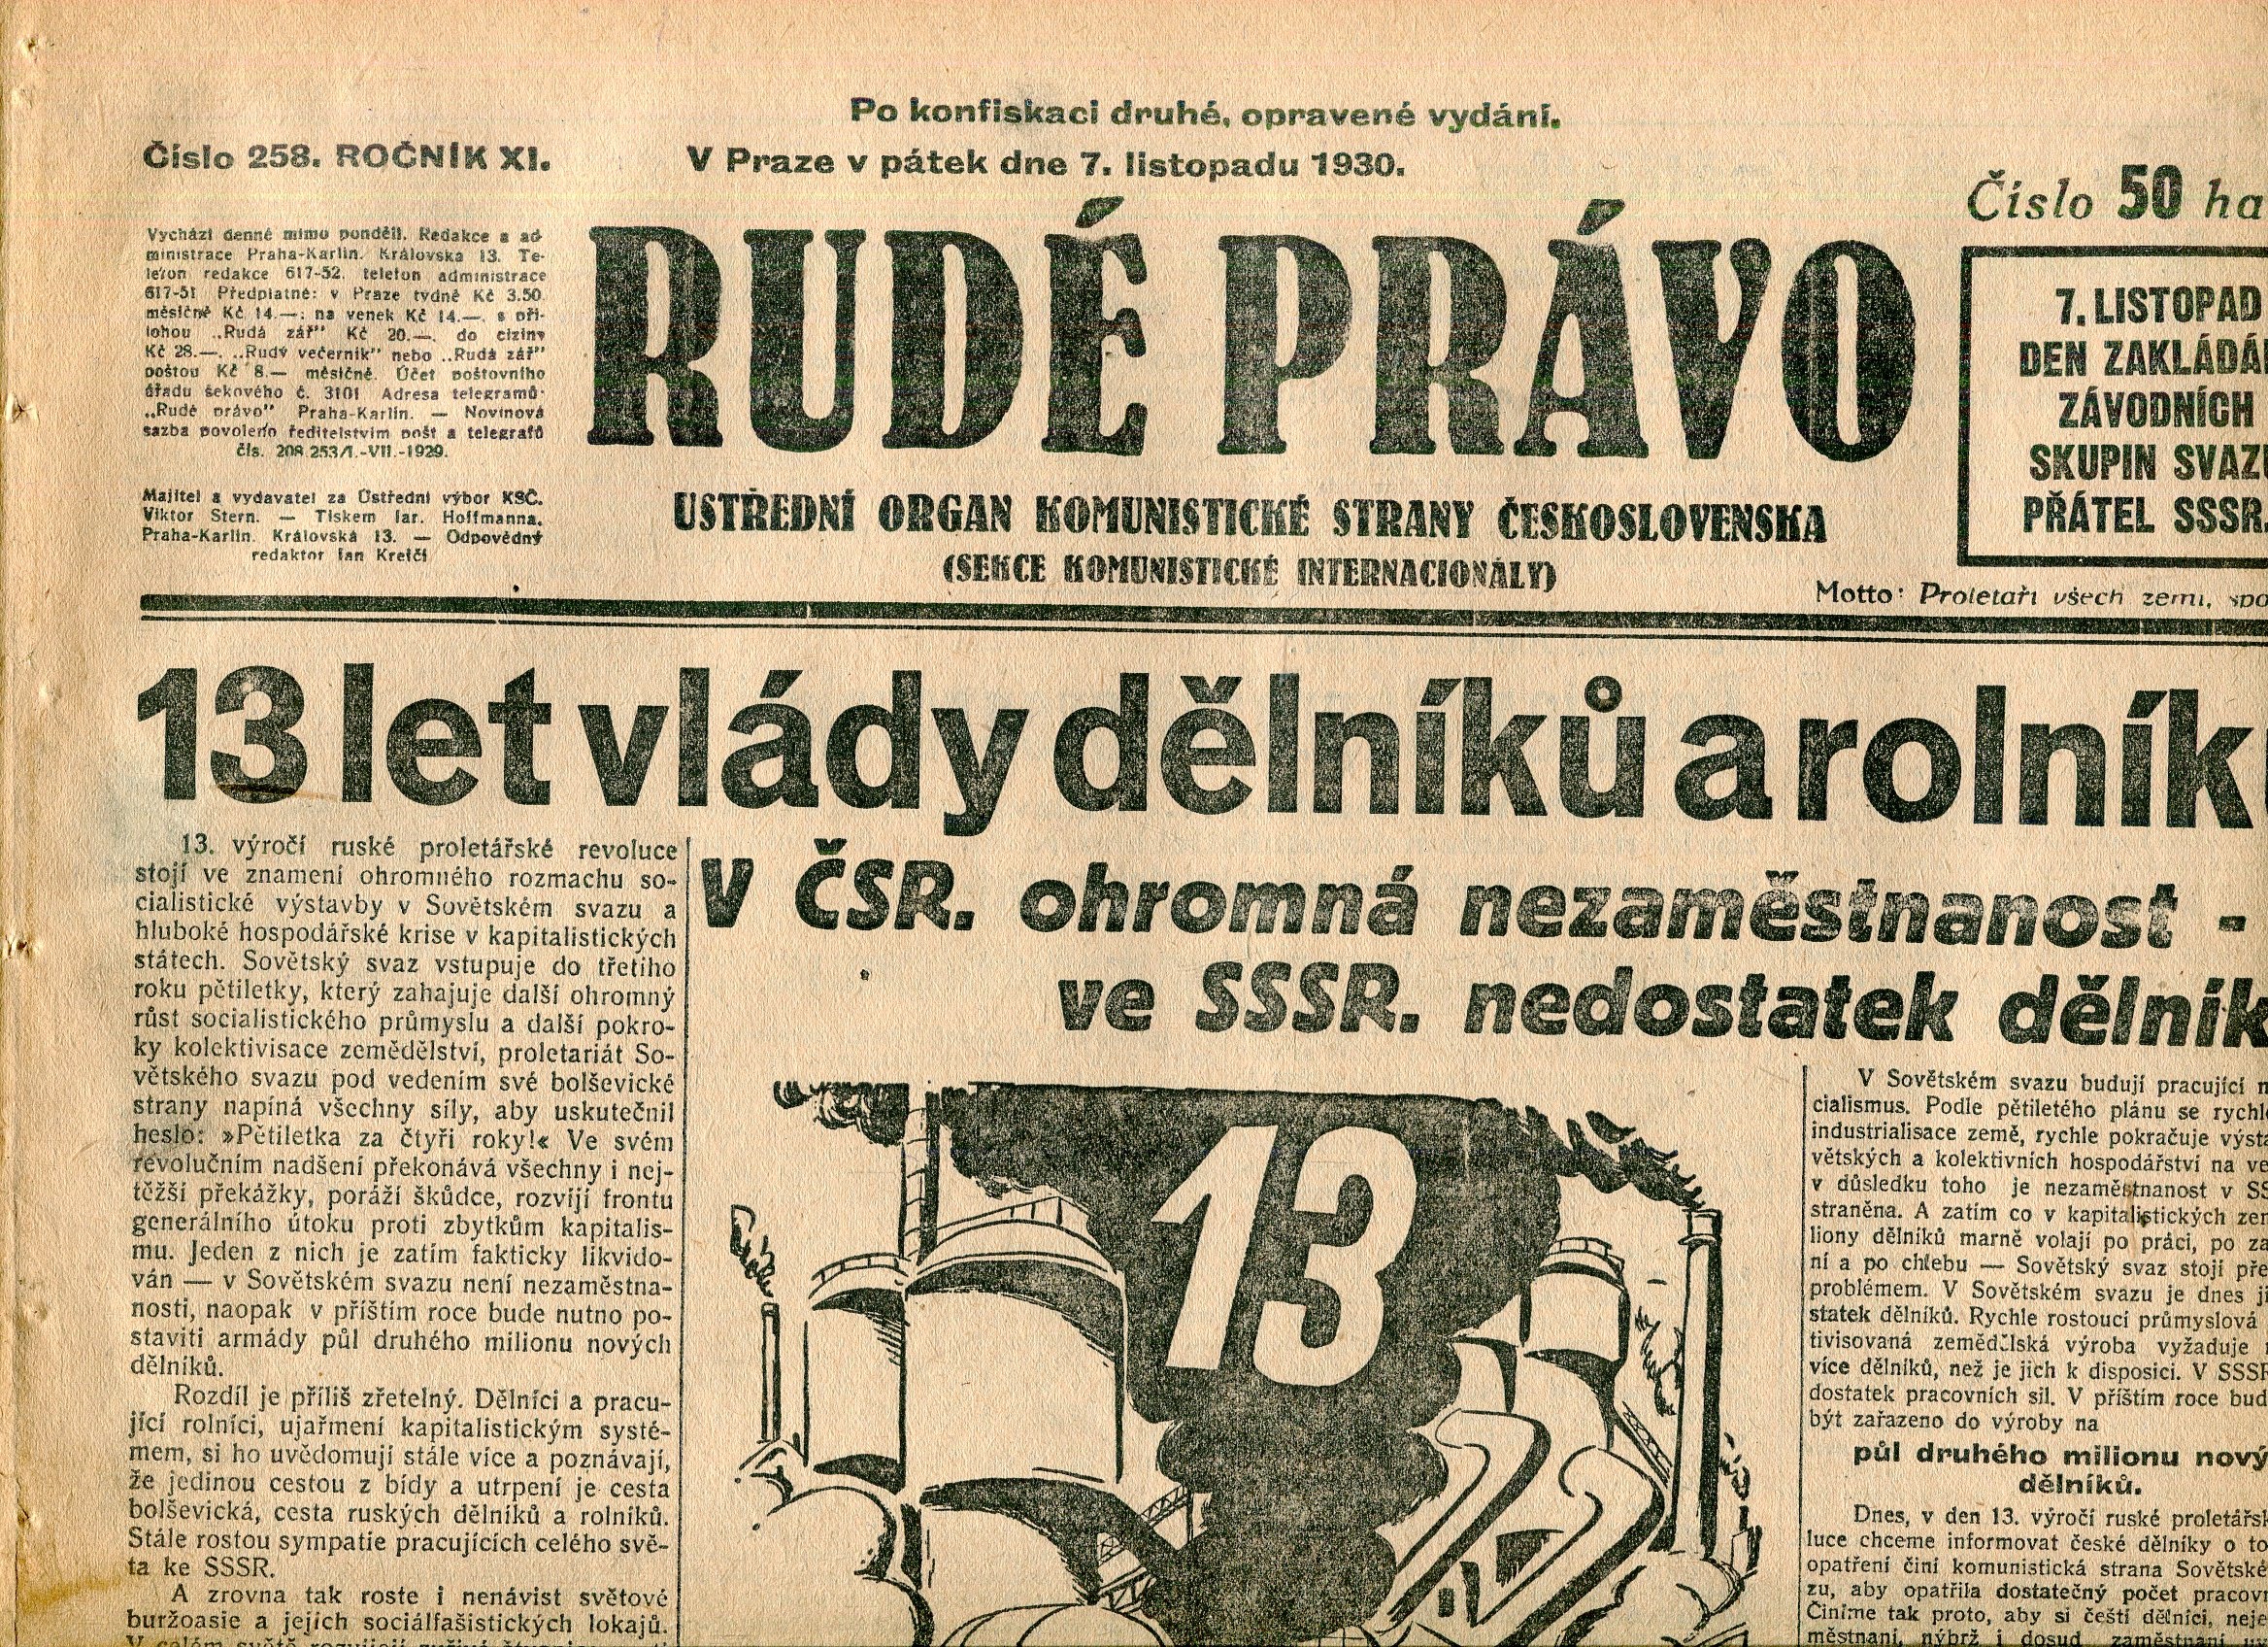 Po konfiskaci druhé, opravené vydání.
Číslo 258. ROČNÍK XI.
V Praze v pátek dne 7. listopadu 1930.
Číslo 50 ha
Vychází denně mimo pondělí. Redakce a ad-
ministrace Praha-Karlín. Královská 13. Te-
lefon redakce 617-52. telefon administrace
617-51 Předplatné: v Praze týdně Kč 3.50.
měsíčně Kč 14.—; na venek Kč 14.—. s pří-
lohou „Rudá zář" Kč 20.—. do ciziny
Kč 28.—. „Rudý večerník" nebo „Rudá zář"
poštou Kč 8.— měsíčně. Účet poštovního
úřadu šekového č. 3101 Adresa telegramů:
„Rudé právo" Praha-Karlín. — Novinová
sazba povolena ředitelstvím pošt a telegrafů
čís. 208.253/1.-VII.-1929.
Majitel a vydavatel za Ústřední výbor KSČ.
Viktor Stern. — Tiskem Jar. Hoffmanna.
Praha-Karlín. Královská 13. — Odpovědný
redaktor Jan Krejčí
RUDÉ PRÁVO
USTŘEDNÍ ORGAN KOMUNISTICKÉ STRANY ČESKOSLOVENSKA
(SEKCE KOMUNISTICKÉ INTERNACIONÁLY)
7. LISTOPAD
DEN ZAKLÁDÁ
ZÁVODNÍCH
SKUPIN SVAZ
PŘÁTEL SSSR.
Motto: Proletáři všech zemí, spo
13 let vlády dělníků a rolník
13. výročí ruské proletářské revoluce
stojí ve znamení ohromného rozmachu so-
cialistické výstavby v Sovětském svazu a
hluboké hospodářské krise v kapitalistických
státech. Sovětský svaz vstupuje do třetího
roku pětiletky, který zahajuje další ohromný
růst socialistického průmyslu a další pokro-
ky kolektivisace zemědělství, proletariát So-
větského svazu pod vedením své bolševické
strany napíná všechny síly, aby uskutečnil
heslo: »Pětiletka za čtyři roky!« Ve svém
revolučním nadšení překonává všechny i nej-
těžší překážky, poráží škůdce, rozvíjí frontu
generálního útoku proti zbytkům kapitalis-
mu. Jeden z nich je zatím fakticky likvido-
ván — v Sovětském svazu není nezaměstna-
nosti, naopak v příštím roce bude nutno po-
staviti armády půl druhého milionu nových
dělníků.
Rozdíl je příliš zřetelný. Dělníci a pracu-
jící rolníci, ujařmení kapitalistickým systé-
mem, si ho uvědomují stále více a poznávají,
že jedinou cestou z bídy a utrpení je cesta
bolševická, cesta ruských dělníků a rolníků.
Stále rostou sympatie pracujících celého svě-
ta ke SSSR.
A zrovna tak roste i nenávist světové
buržoasie a jejích sociálfašistických lokajů.
V celém světě rozvíjejí
V ČSR. ohromná nezaměstnanost -
ve SSSR. nedostatek dělník
13
V Sovětském svazu budují pracující
cialismus. Podle pětiletého plánu se rychl
industrialisace země, rychle pokračuje výsta
větských a kolektivních hospodářství na ve
v důsledku toho je nezaměstnanost v SS
straněna. A zatím co v kapitalistických zem
liony dělníků marně volají po práci, po za
ní a po chlebu — Sovětský svaz stojí pře
problémem. V Sovětském svazu je dnes ji
statek dělníků. Rychle rostoucí průmyslová
tivisovaná zemědělská výroba vyžaduje
více dělníků, než je jich k disposici. V SSSR
dostatek pracovních sil. V příštím roce bud
být zařazeno do výroby na
půl druhého milionu nový
dělníků.
Dnes, v den 13. výročí ruské proletářsk
luce chceme informovat české dělníky o to
opatření činí komunistická strana Sovětské
zu, aby opatřila dostatečný počet pracovn
Činíme tak proto, aby si čeští dělníci, neje
městnaní, nýbrž i dosud zaměstnaní